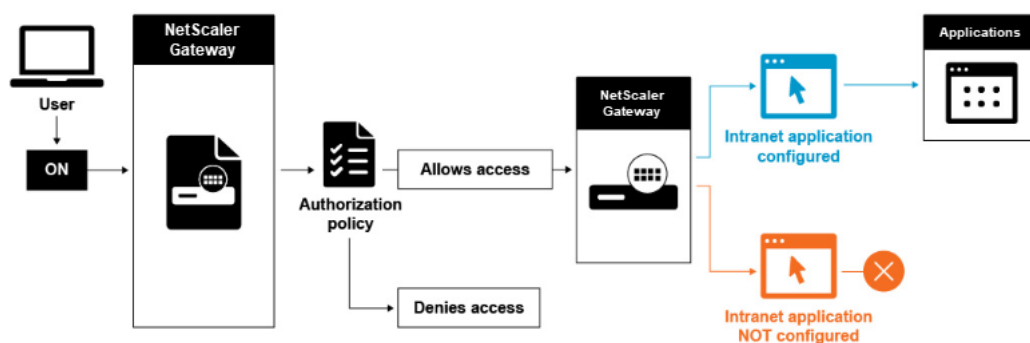 User
ON
NetScaler
Gateway
Authorization
policy
Allows access
Denies access
NetScaler
Gateway
Intranet application
configured
Intranet application
NOT configured
Applications